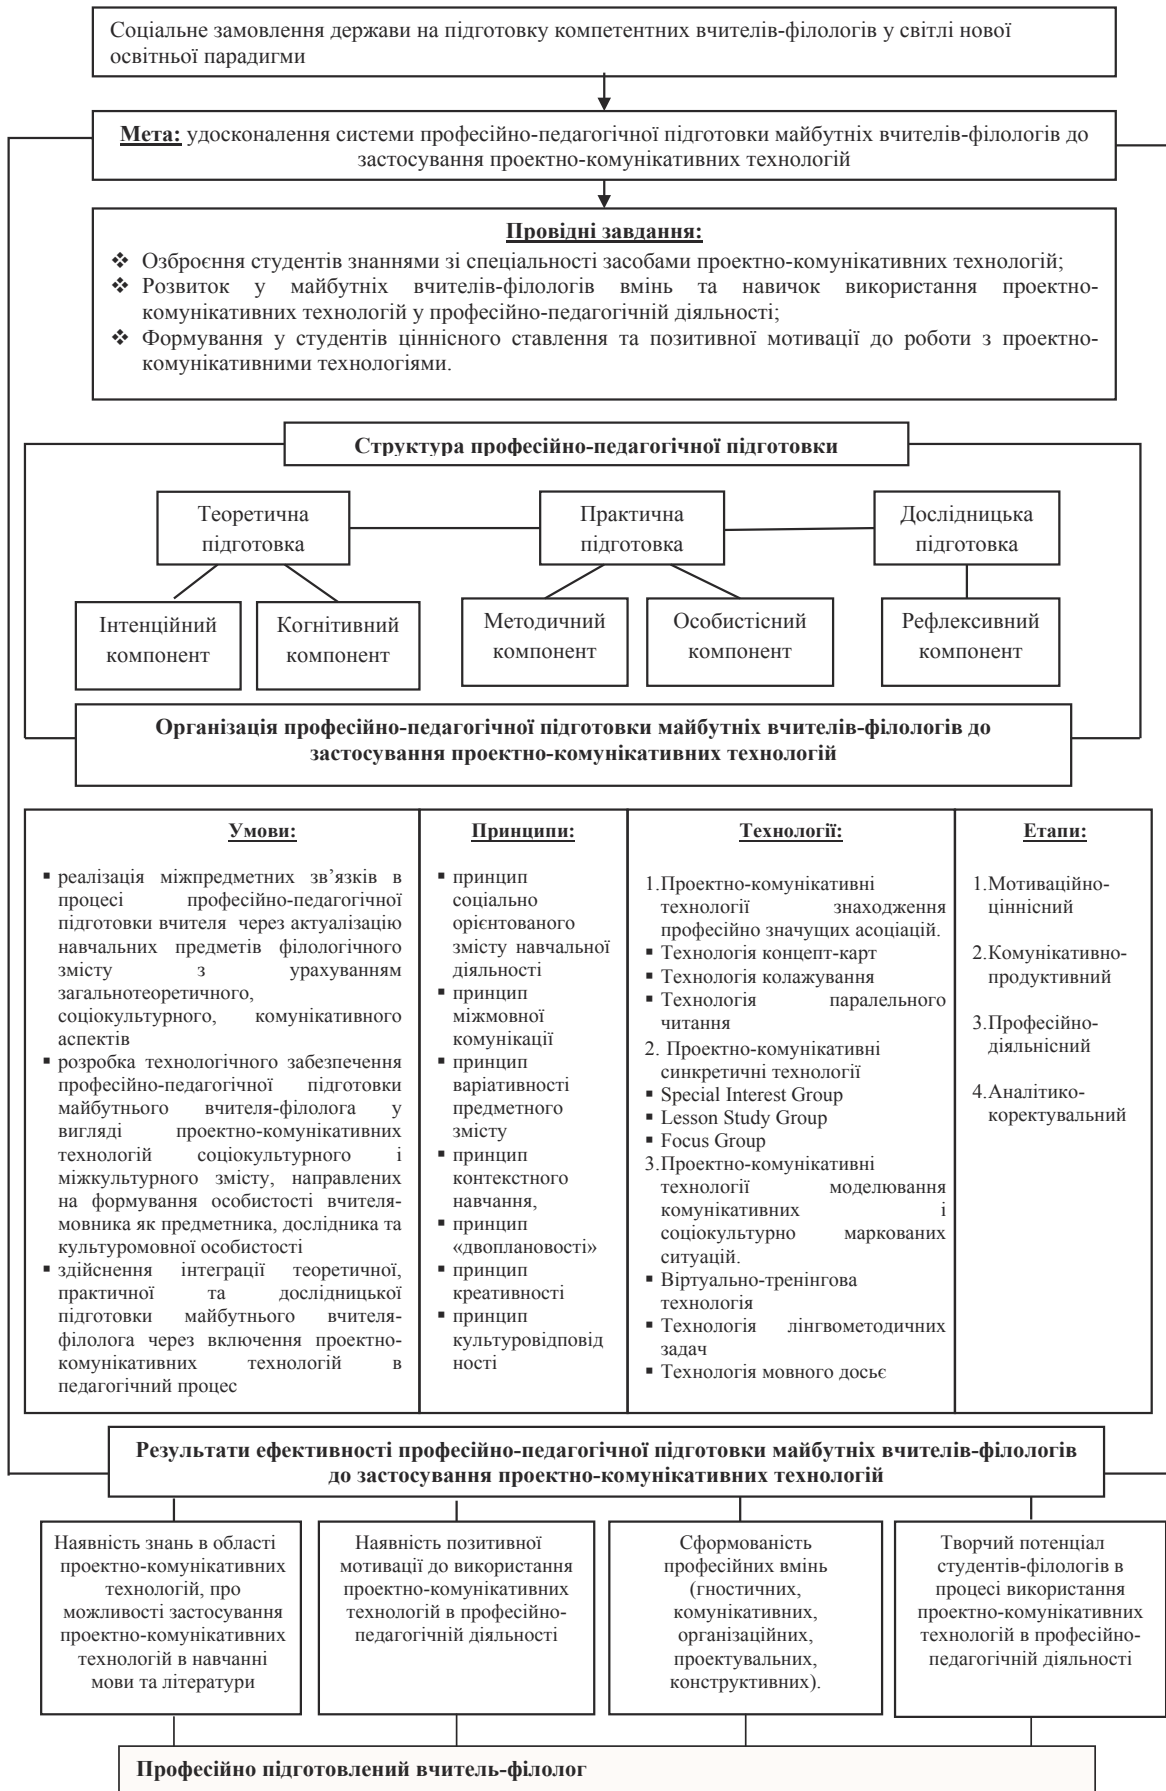 Соціальне замовлення держави на підготовку компетентних вчителів-філологів у світлі нової
освітньої парадигми
Мета: удосконалення системи професійно-педагогічної підготовки майбутніх вчителів-філологів до
застосування проектно-комунікативних технологій
Провідні завдання:
❖ Озброєння студентів знаннями зі спеціальності засобами проектно-комунікативних технологій;
❖ Розвиток у майбутніх вчителів-філологів вмінь та навичок використання проектно-
комунікативних технологій у професійно-педагогічній діяльності;
❖ Формування у студентів ціннісного ставлення та позитивної мотивації до роботи з проектно-
комунікативними технологіями.
Структура професійно-педагогічної підготовки
Теоретична
підготовка
Практична
підготовка
Дослідницька
підготовка
Інтенційний
компонент
Когнітивний
компонент
Методичний
компонент
Особистісний
компонент
Рефлексивний
компонент
Організація професійно-педагогічної підготовки майбутніх вчителів-філологів до
застосування проектно-комунікативних технологій
Умови:
▪ реалізація міжпредметних зв’язків в
процесі професійно-педагогічної
підготовки вчителя через актуалізацію
навчальних предметів філологічного
змісту з урахуванням
загальнотеоретичного,
соціокультурного, комунікативного
аспектів
▪ розробка технологічного забезпечення
професійно-педагогічної підготовки
майбутнього вчителя-філолога у
вигляді проектно-комунікативних
технологій соціокультурного і
міжкультурного змісту, направлених
на формування особистості вчителя-
мовника як предметника, дослідника та
культуромовної особистості
▪ здійснення інтеграції теоретичної,
практичної та дослідницької
підготовки майбутнього вчителя-
філолога через включення проектно-
комунікативних технологій в
педагогічний процес
Принципи:
▪ принцип
соціально
орієнтованого
змісту навчальної
діяльності
▪ принцип
міжмовної
комунікації
▪ принцип
варіативності
предметного
змісту
▪ принцип
контекстного
навчання,
▪ принцип
«двоплановості»
▪ принцип
креативності
▪ принцип
культуровідповід
ності
Технології:
1.Проектно-комунікативні
технології знаходження
професійно значущих асоціацій.
▪ Технологія концепт-карт
▪ Технологія колажування
▪ Технологія паралельного
читання
2. Проектно-комунікативні
синкретичні технології
▪ Special Interest Group
▪ Lesson Study Group
▪ Focus Group
3.Проектно-комунікативні
технології моделювання
комунікативних і
соціокультурно маркованих
ситуацій.
▪ Віртуально-тренінгова
технологія
▪ Технологія лінгвометодичних
задач
▪ Технологія мовного досьє
Етапи:
1.Мотиваційно-
ціннісний
2.Комунікативно-
продуктивний
3.Професійно-
діяльнісний
4.Аналітико-
коректувальний
Результати ефективності професійно-педагогічної підготовки майбутніх вчителів-філологів
до застосування проектно-комунікативних технологій
Наявність знань в області
проектно-комунікативних
технологій, про
можливості застосування
проектно-комунікативних
технологій в навчанні
мови та літератури
Наявність позитивної
мотивації до використання
проектно-комунікативних
технологій в професійно-
педагогічній діяльності
Сформованість
професійних вмінь
(гностичних,
комунікативних,
організаційних,
проектувальних,
конструктивних).
Творчий потенціал
студентів-філологів в
процесі використання
проектно-комунікативних
технологій в професійно-
педагогічній діяльності
Професійно підготовлений вчитель-філолог